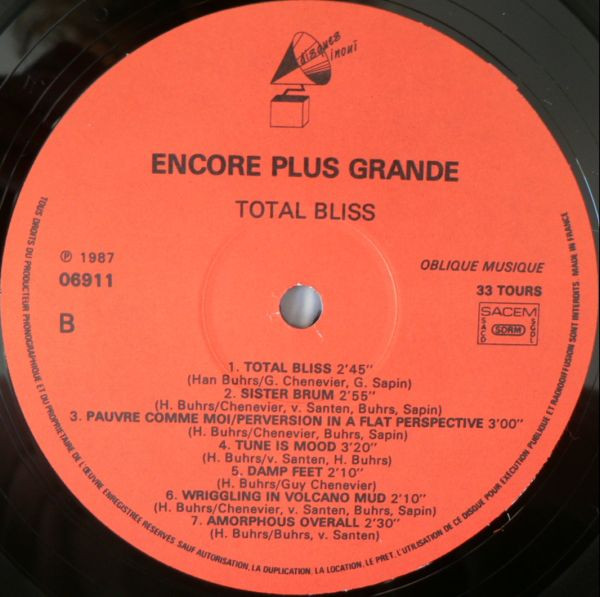 disques
inouï
ENCORE PLUS GRANDE
TOTAL BLISS
℗ 1987
06911
B
OBLIQUE MUSIQUE
33 TOURS
SACEM
SACD
SDRM
SGDL
1. TOTAL BLISS 2'45"
(Han Buhrs/G. Chenevier, G. Sapin)
2. SISTER BRUM 2'55"
(H. Buhrs/Chenevier, v. Santen, Buhrs, Sapin)
3. PAUVRE COMME MOI/PERVERSION IN A FLAT PERSPECTIVE 3'00"
(H. Buhrs/Chenevier, Buhrs, Sapin)
4. TUNE IS MOOD 3'20"
(H. Buhrs/v. Santen, H. Buhrs)
5. DAMP FEET 2'10"
(H. Buhrs/Guy Chenevier)
6. WRIGGLING IN VOLCANO MUD 2'10"
(H. Buhrs/Chenevier, v. Santen, Buhrs, Sapin)
7. AMORPHOUS OVERALL 2'30"
(H. Buhrs/Buhrs, v. Santen)
TOUS DROITS DU PRODUCTEUR PHONOGRAPHIQUE ET DU PROPRIETAIRE DE L'ŒUVRE ENREGISTREE RESERVES. SAUF AUTORISATION, LA DUPLICATION, LA LOCATION, LE PRET, L'UTILISATION DE CE DISQUE POUR EXECUTION PUBLIQUE ET RADIODIFFUSION SONT INTERDITS. MADE IN FRANCE